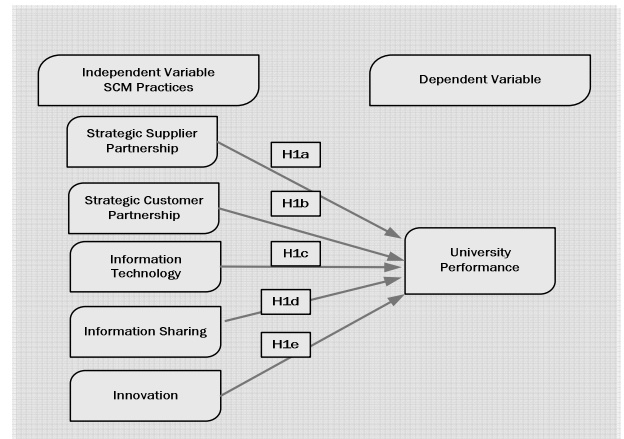 Independent Variable
SCM Practices
Dependent Variable
Strategic Supplier
Partnership
H1a
Strategic Customer
Partnership
H1b
Information
Technology
H1c
University
Performance
Information Sharing
H1d
Innovation
H1e